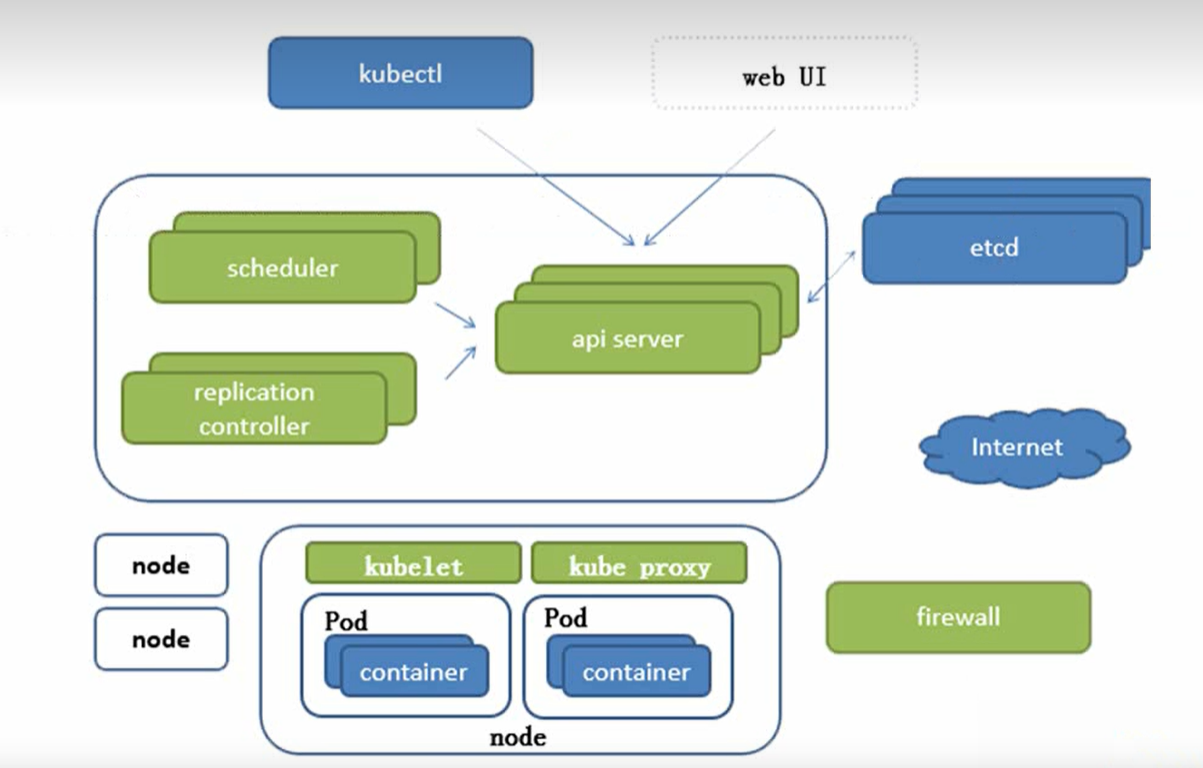 kubectl
web UI
scheduler
etcd
api server
replication
controller
Internet
node
kubelet
kube proxy
firewall
Pod
Pod
node
container
container
node